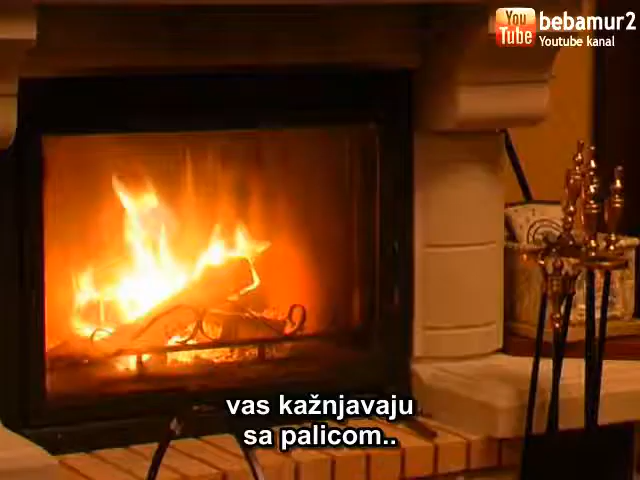 You
Tube
bebamur2
Youtube kanal
vas kažnjavaju
sa palicom..